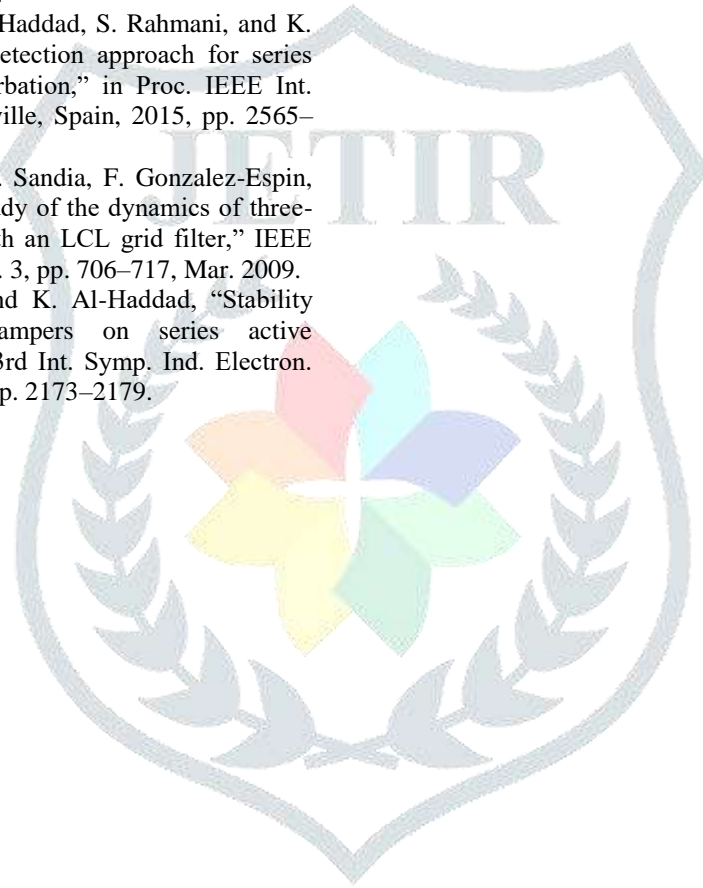 Haddad, S. Rahmani, and K.
etection approach for series
rbation,” in Proc. IEEE Int.
ville, Spain, 2015, pp. 2565–
Sandia, F. Gonzalez-Espin,
dy of the dynamics of three-
th an LCL grid filter,” IEEE
. 3, pp. 706–717, Mar. 2009.
nd K. Al-Haddad, “Stability
ampers on series active
3rd Int. Symp. Ind. Electron.
p. 2173–2179.
JETIR